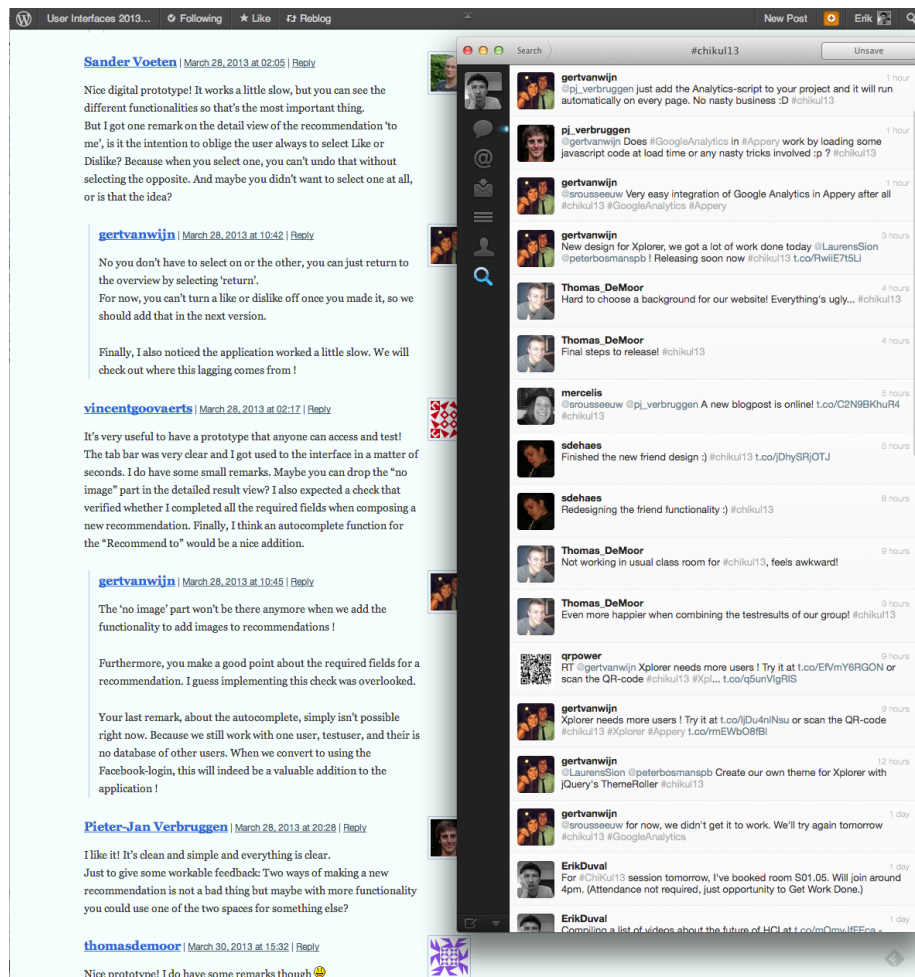 User Interfaces 2013... Following Like Reblog New Post Erik
Sander Voeten | March 28, 2013 at 02:05 | Reply
Nice digital prototype! It works a little slow, but you can see the
different functionalities so that's the most important thing.
But I got one remark on the detail view of the recommendation 'to
me', is it the intention to oblige the user always to select Like or
Dislike? Because when you select one, you can't undo that without
selecting the opposite. And maybe you didn't want to select one at all,
or is that the idea?
gertvanwijn | March 28, 2013 at 10:42 | Reply
No you don't have to select on or the other, you can just return to
the overview by selecting 'return'.
For now, you can't turn a like or dislike off once you made it, so we
should add that in the next version.
Finally, I also noticed the application worked a little slow. We will
check out where this lagging comes from !
vincentgoovaerts | March 28, 2013 at 02:17 | Reply
It's very useful to have a prototype that anyone can access and test!
The tab bar was very clear and I got used to the interface in a matter of
seconds. I do have some small remarks. Maybe you can drop the "no
image" part in the detailed result view? I also expected a check that
verified whether I completed all the required fields when composing a
new recommendation. Finally, I think an autocomplete function for
the "Recommend to" would be a nice addition.
gertvanwijn | March 28, 2013 at 10:45 | Reply
The 'no image' part won't be there anymore when we add the
functionality to add images to recommendations !
Furthermore, you make a good point about the required fields for a
recommendation. I guess implementing this check was overlooked.
Your last remark, about the autocomplete, simply isn't possible
right now. Because we still work with one user, testuser, and their is
no database of other users. When we convert to using the
Facebook-login, this will indeed be a valuable addition to the
application !
Pieter-Jan Verbruggen | March 28, 2013 at 20:28 | Reply
I like it! It's clean and simple and everything is clear.
Just to give some workable feedback: Two ways of making a new
recommendation is not a bad thing but maybe with more functionality
you could use one of the two spaces for something else?
thomasdemoor | March 30, 2013 at 15:32 | Reply
Nice prototype! I do have some remarks though
Search #chikul13 Unsave
gertvanwijn 1 hour
@pj_verbruggen just add the Analytics-script to your project and it will run
automatically on every page. No nasty business :D #chikul13
pj_verbruggen 1 hour
@gertvanwijn Does #GoogleAnalytics in #Appery work by loading some
javascript code at load time or any nasty tricks involved :p ? #chikul13
gertvanwijn 1 hour
@srousseeuw Very easy integration of Google Analytics in Appery after all
#chikul13 #GoogleAnalytics #Appery
gertvanwijn 3 hours
New design for Xplorer, we got a lot of work done today @LaurensSion
@peterbosmanspb ! Releasing soon now #chikul13 t.co/RwiiE7t5Li
Thomas_DeMoor 4 hours
Hard to choose a background for our website! Everything's ugly... #chikul13
Thomas_DeMoor 4 hours
Final steps to release! #chikul13
mercelis 5 hours
@srousseeuw @pj_verbruggen A new blogpost is online! t.co/C2N9BKhuR4
#chikul13
sdehaes 5 hours
Finished the new friend design :) #chikul13 t.co/jDhySRjOTJ
sdehaes 8 hours
Redesigning the friend functionality :) #chikul13
Thomas_DeMoor 9 hours
Not working in usual class room for #chikul13, feels awkward!
Thomas_DeMoor 9 hours
Even more happier when combining the testresults of our group! #chikul13
qrpower 9 hours
RT @gertvanwijn Xplorer needs more users ! Try it at t.co/EfVmY6RGON or
scan the QR-code #chikul13 #Xpl... t.co/q5unVlgRlS
gertvanwijn 9 hours
Xplorer needs more users ! Try it at t.co/ljDu4nlNsu or scan the QR-code
#chikul13 #Xplorer #Appery t.co/rmEWbO8fBl
gertvanwijn 12 hours
@LaurensSion @peterbosmanspb Create our own theme for Xplorer with
jQuery's ThemeRoller #chikul13
gertvanwijn 1 day
@srousseeuw for now, we didn't get it to work. We'll try again tomorrow
#chikul13 #GoogleAnalytics
ErikDuval 1 day
For #ChiKul13 session tomorrow, I've booked room S01.05. Will join around
4pm. (Attendance not required, just opportunity to Get Work Done.)
ErikDuval 1 day
Compiling a list of videos about the future of HCI at